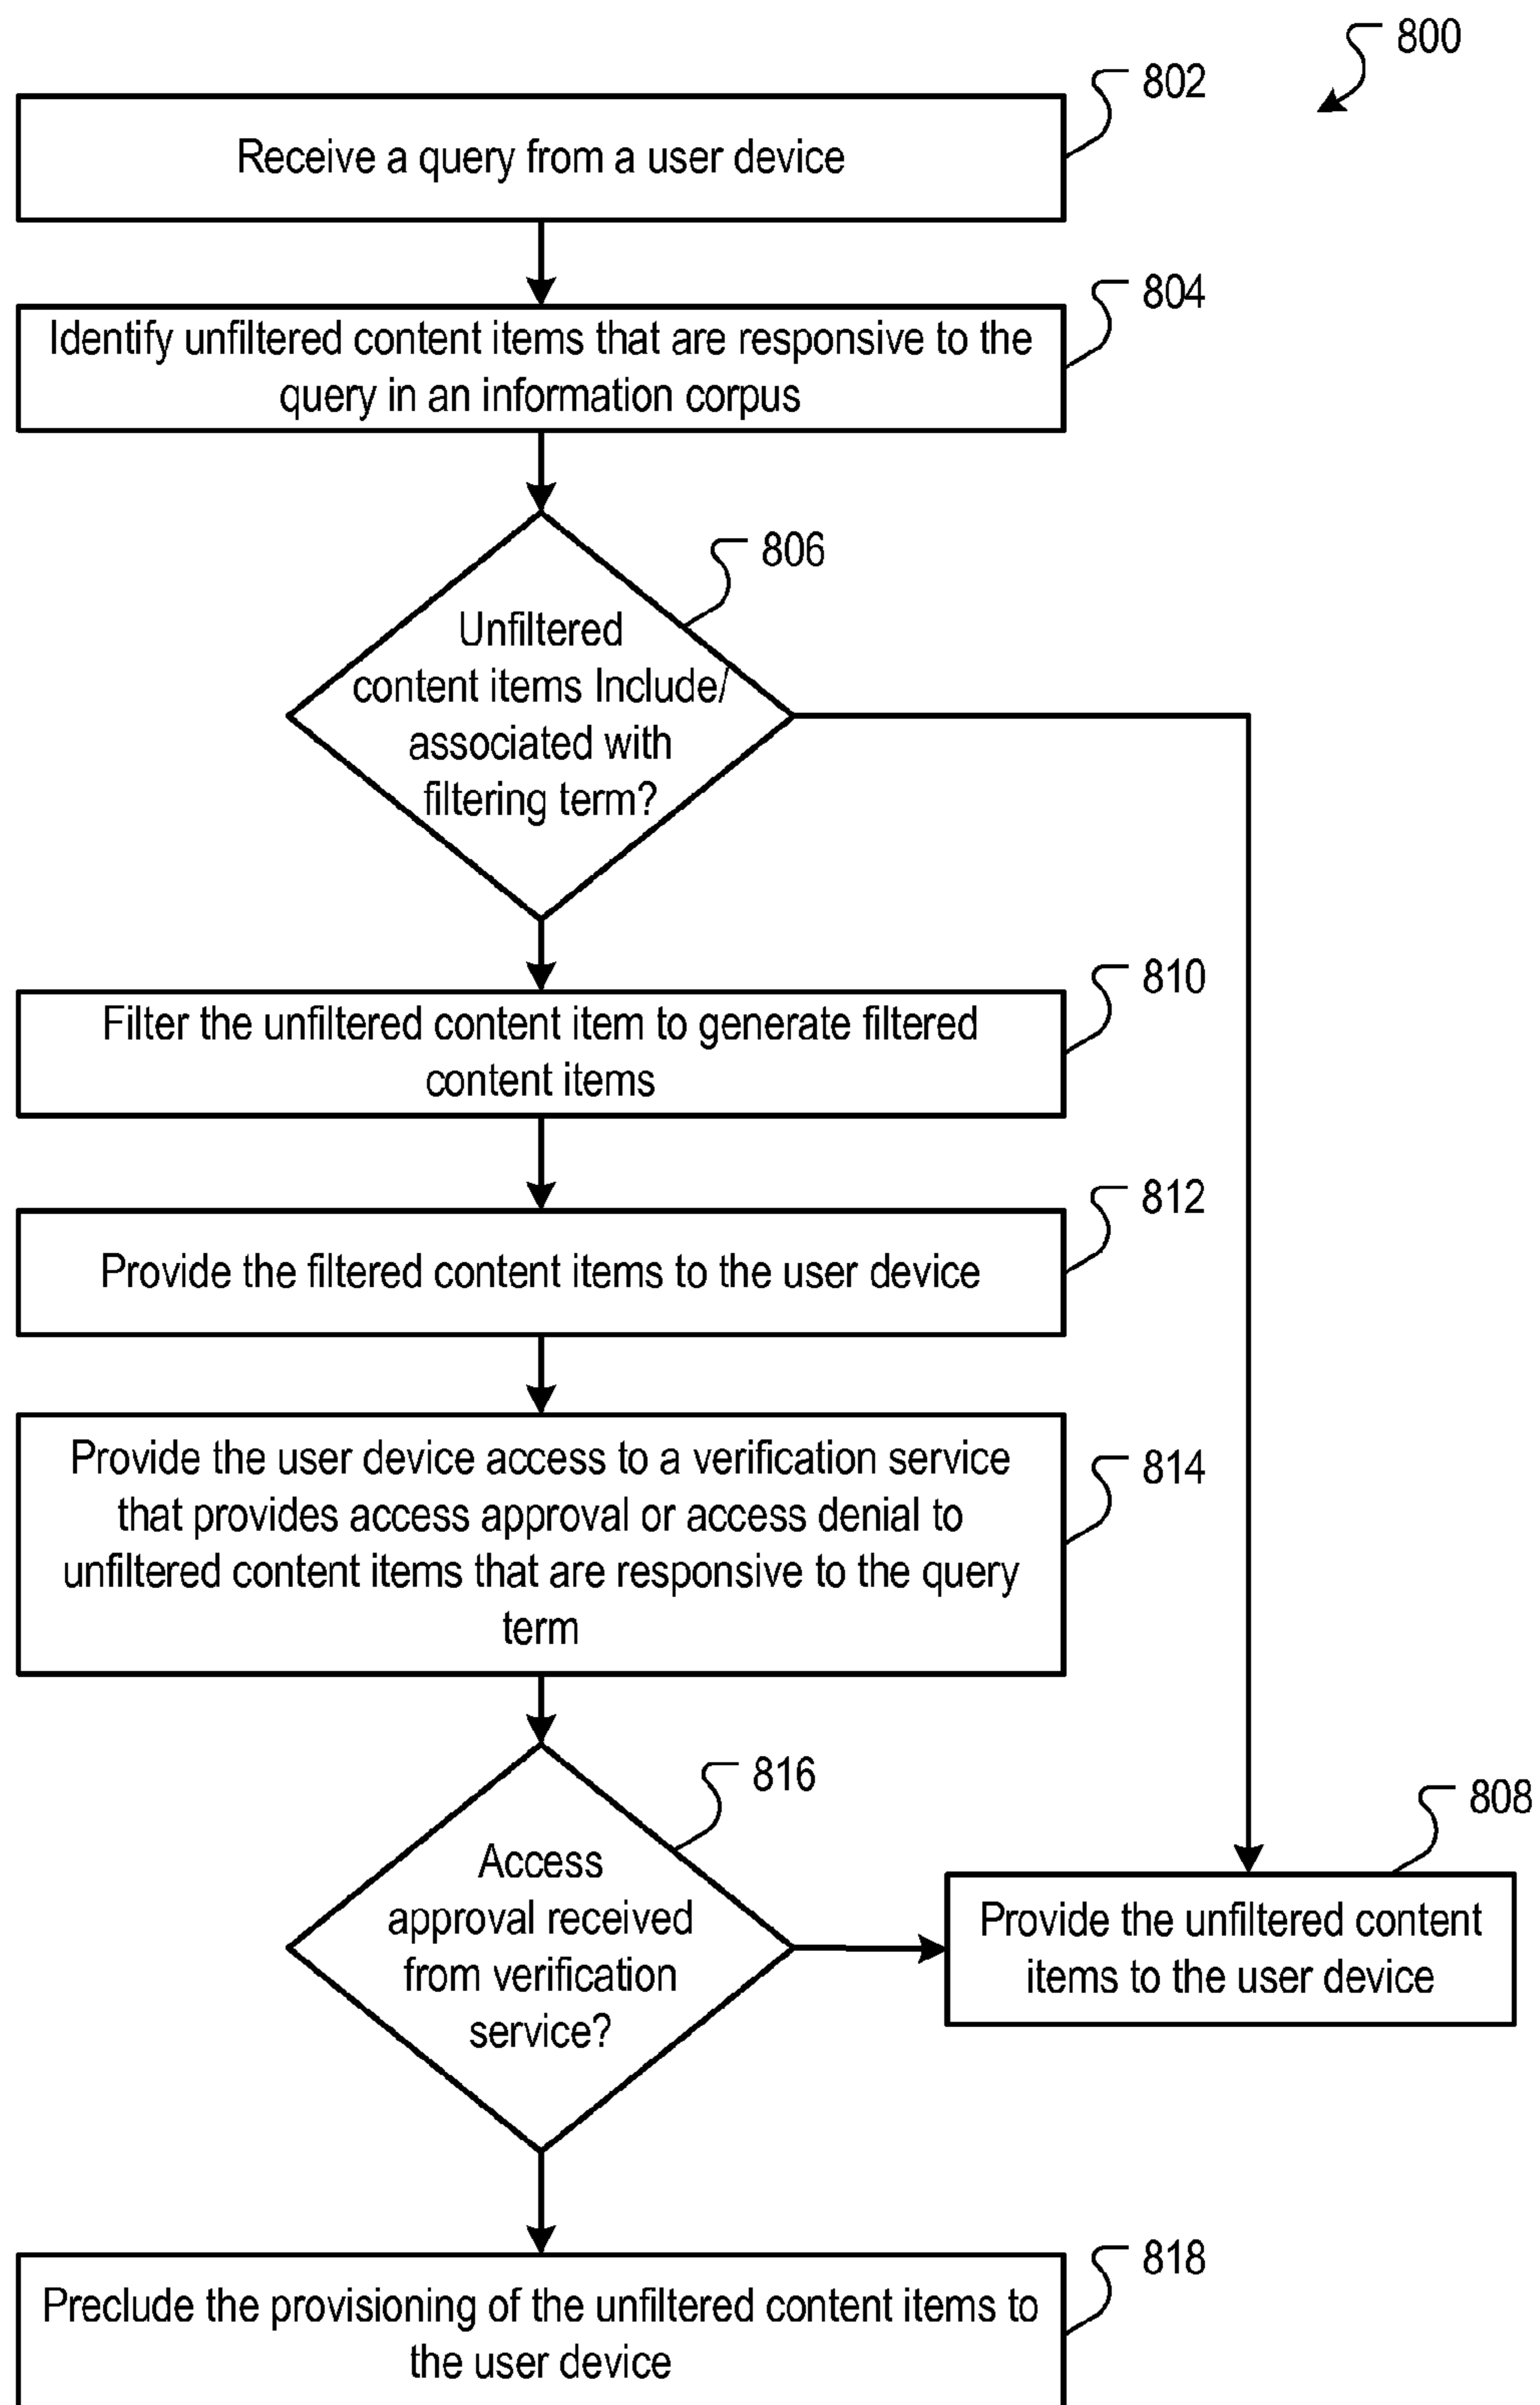 800
802
Receive a query from a user device
804
Identify unfiltered content items that are responsive to the
query in an information corpus
806
Unfiltered
content items Include/
associated with
filtering term?
810
Filter the unfiltered content item to generate filtered
content items
812
Provide the filtered content items to the user device
814
Provide the user device access to a verification service
that provides access approval or access denial to
unfiltered content items that are responsive to the query
term
816
Access
approval received
from verification
service?
808
Provide the unfiltered content
items to the user device
818
Preclude the provisioning of the unfiltered content items to
the user device